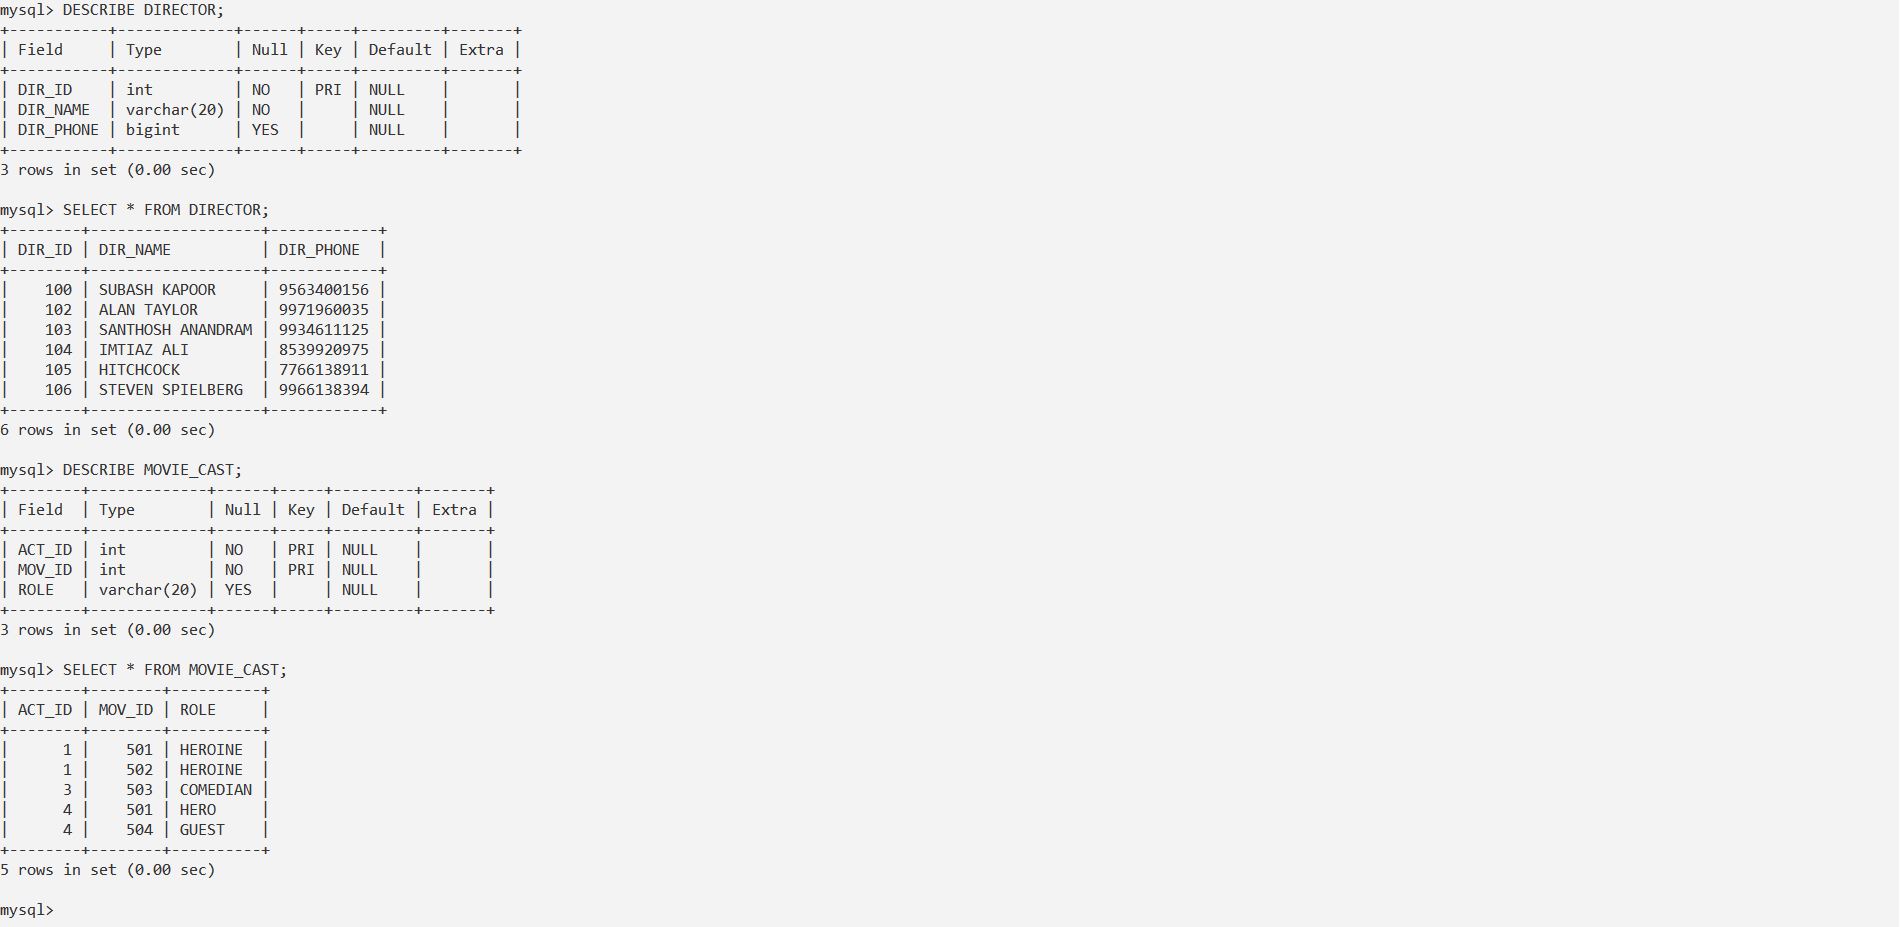 mysql> DESCRIBE DIRECTOR;
+-----------+-------------+------+-----+---------+-------+
| Field     | Type        | Null | Key | Default | Extra |
+-----------+-------------+------+-----+---------+-------+
| DIR_ID    | int         | NO   | PRI | NULL    |       |
| DIR_NAME  | varchar(20) | NO   |     | NULL    |       |
| DIR_PHONE | bigint      | YES  |     | NULL    |       |
+-----------+-------------+------+-----+---------+-------+
3 rows in set (0.00 sec)

mysql> SELECT * FROM DIRECTOR;
+--------+-------------------+------------+
| DIR_ID | DIR_NAME          | DIR_PHONE  |
+--------+-------------------+------------+
|    100 | SUBASH KAPOOR     | 9563400156 |
|    102 | ALAN TAYLOR       | 9971960035 |
|    103 | SANTHOSH ANANDRAM | 9934611125 |
|    104 | IMTIAZ ALI        | 8539920975 |
|    105 | HITCHCOCK         | 7766138911 |
|    106 | STEVEN SPIELBERG  | 9966138394 |
+--------+-------------------+------------+
6 rows in set (0.00 sec)

mysql> DESCRIBE MOVIE_CAST;
+--------+-------------+------+-----+---------+-------+
| Field  | Type        | Null | Key | Default | Extra |
+--------+-------------+------+-----+---------+-------+
| ACT_ID | int         | NO   | PRI | NULL    |       |
| MOV_ID | int         | NO   | PRI | NULL    |       |
| ROLE   | varchar(20) | YES  |     | NULL    |       |
+--------+-------------+------+-----+---------+-------+
3 rows in set (0.00 sec)

mysql> SELECT * FROM MOVIE_CAST;
+--------+--------+----------+
| ACT_ID | MOV_ID | ROLE     |
+--------+--------+----------+
|      1 |    501 | HEROINE  |
|      1 |    502 | HEROINE  |
|      3 |    503 | COMEDIAN |
|      4 |    501 | HERO     |
|      4 |    504 | GUEST    |
+--------+--------+----------+
5 rows in set (0.00 sec)

mysql>